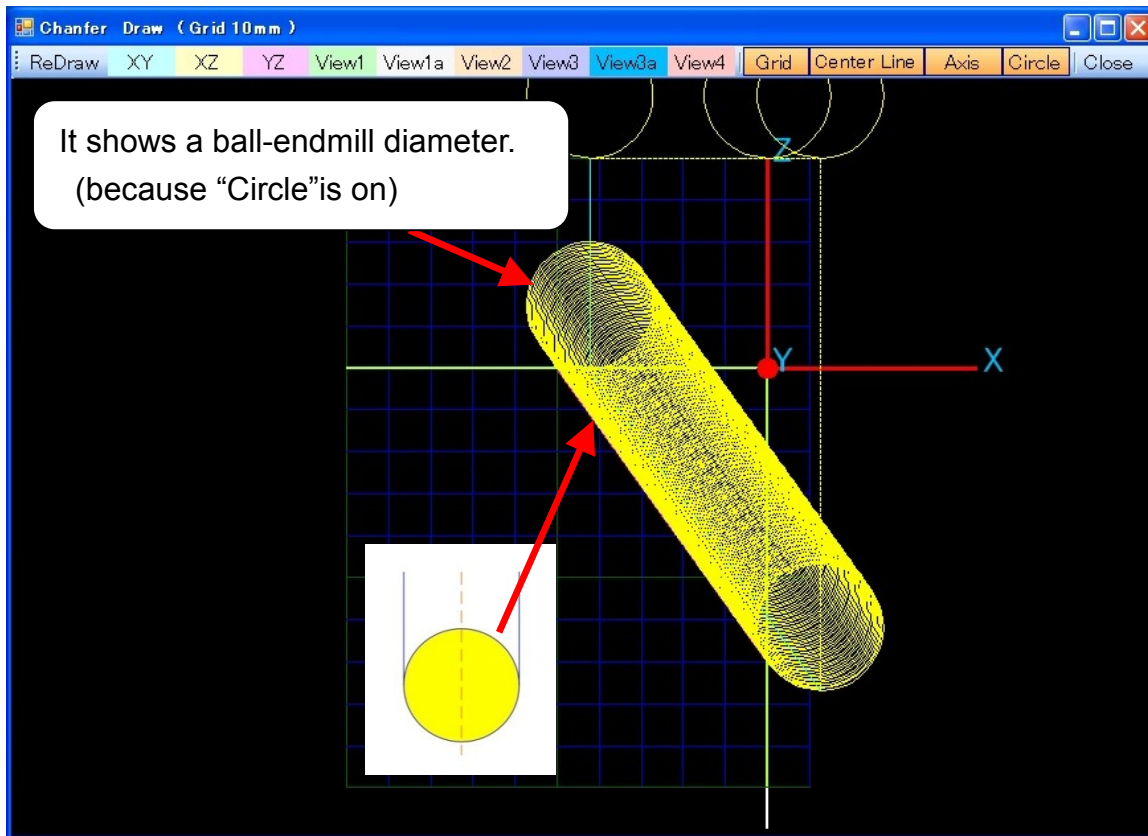 Chanfer Draw ( Grid 10mm )
ReDraw XY XZ YZ View1 View1a View2 View3 View3a View4 Grid Center Line Axis Circle Close
It shows a ball-endmill diameter.
(because “Circle”is on)
Z
Y
X